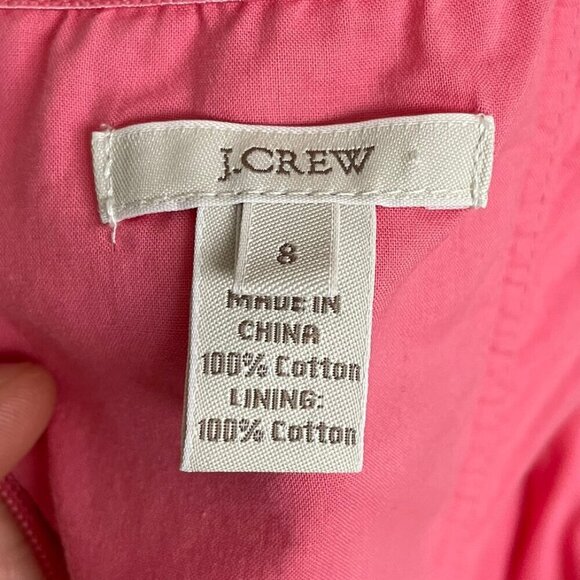 J.CREW
8
MADE IN
CHINA
100% Cotton
LINING:
100% Cotton